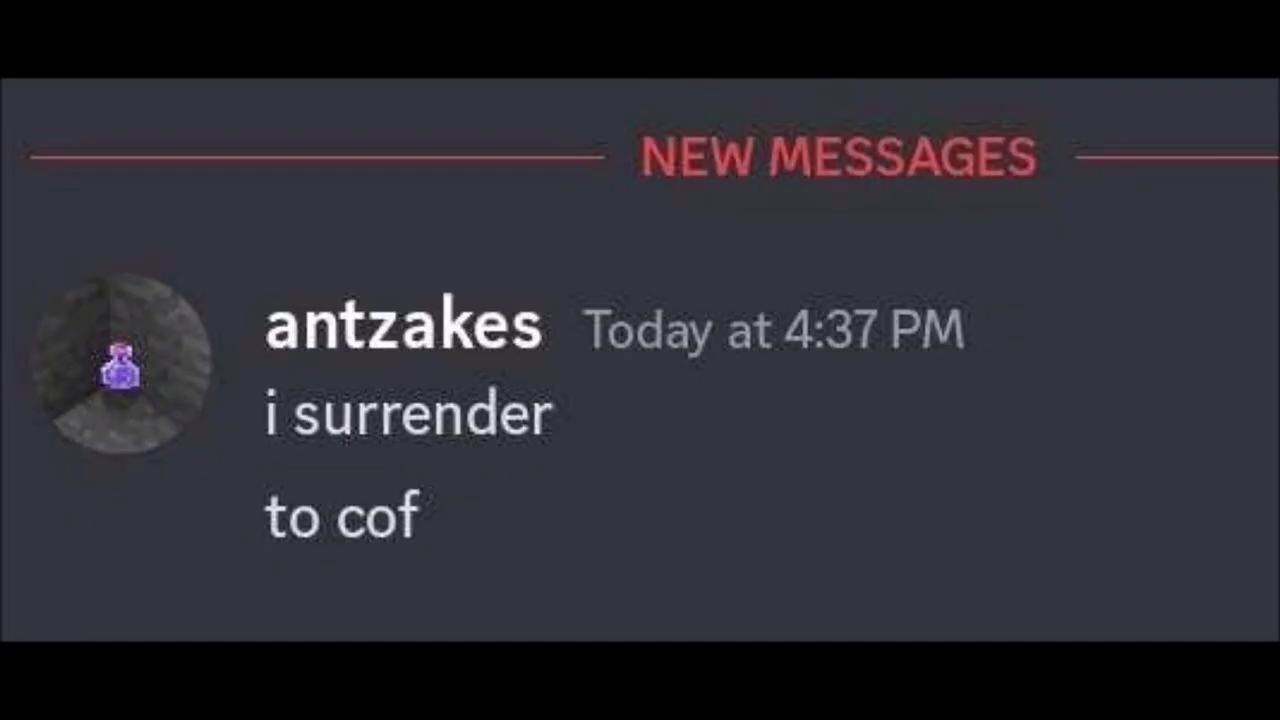 NEW MESSAGES
antzakes Today at 4:37 PM
i surrender
to cof